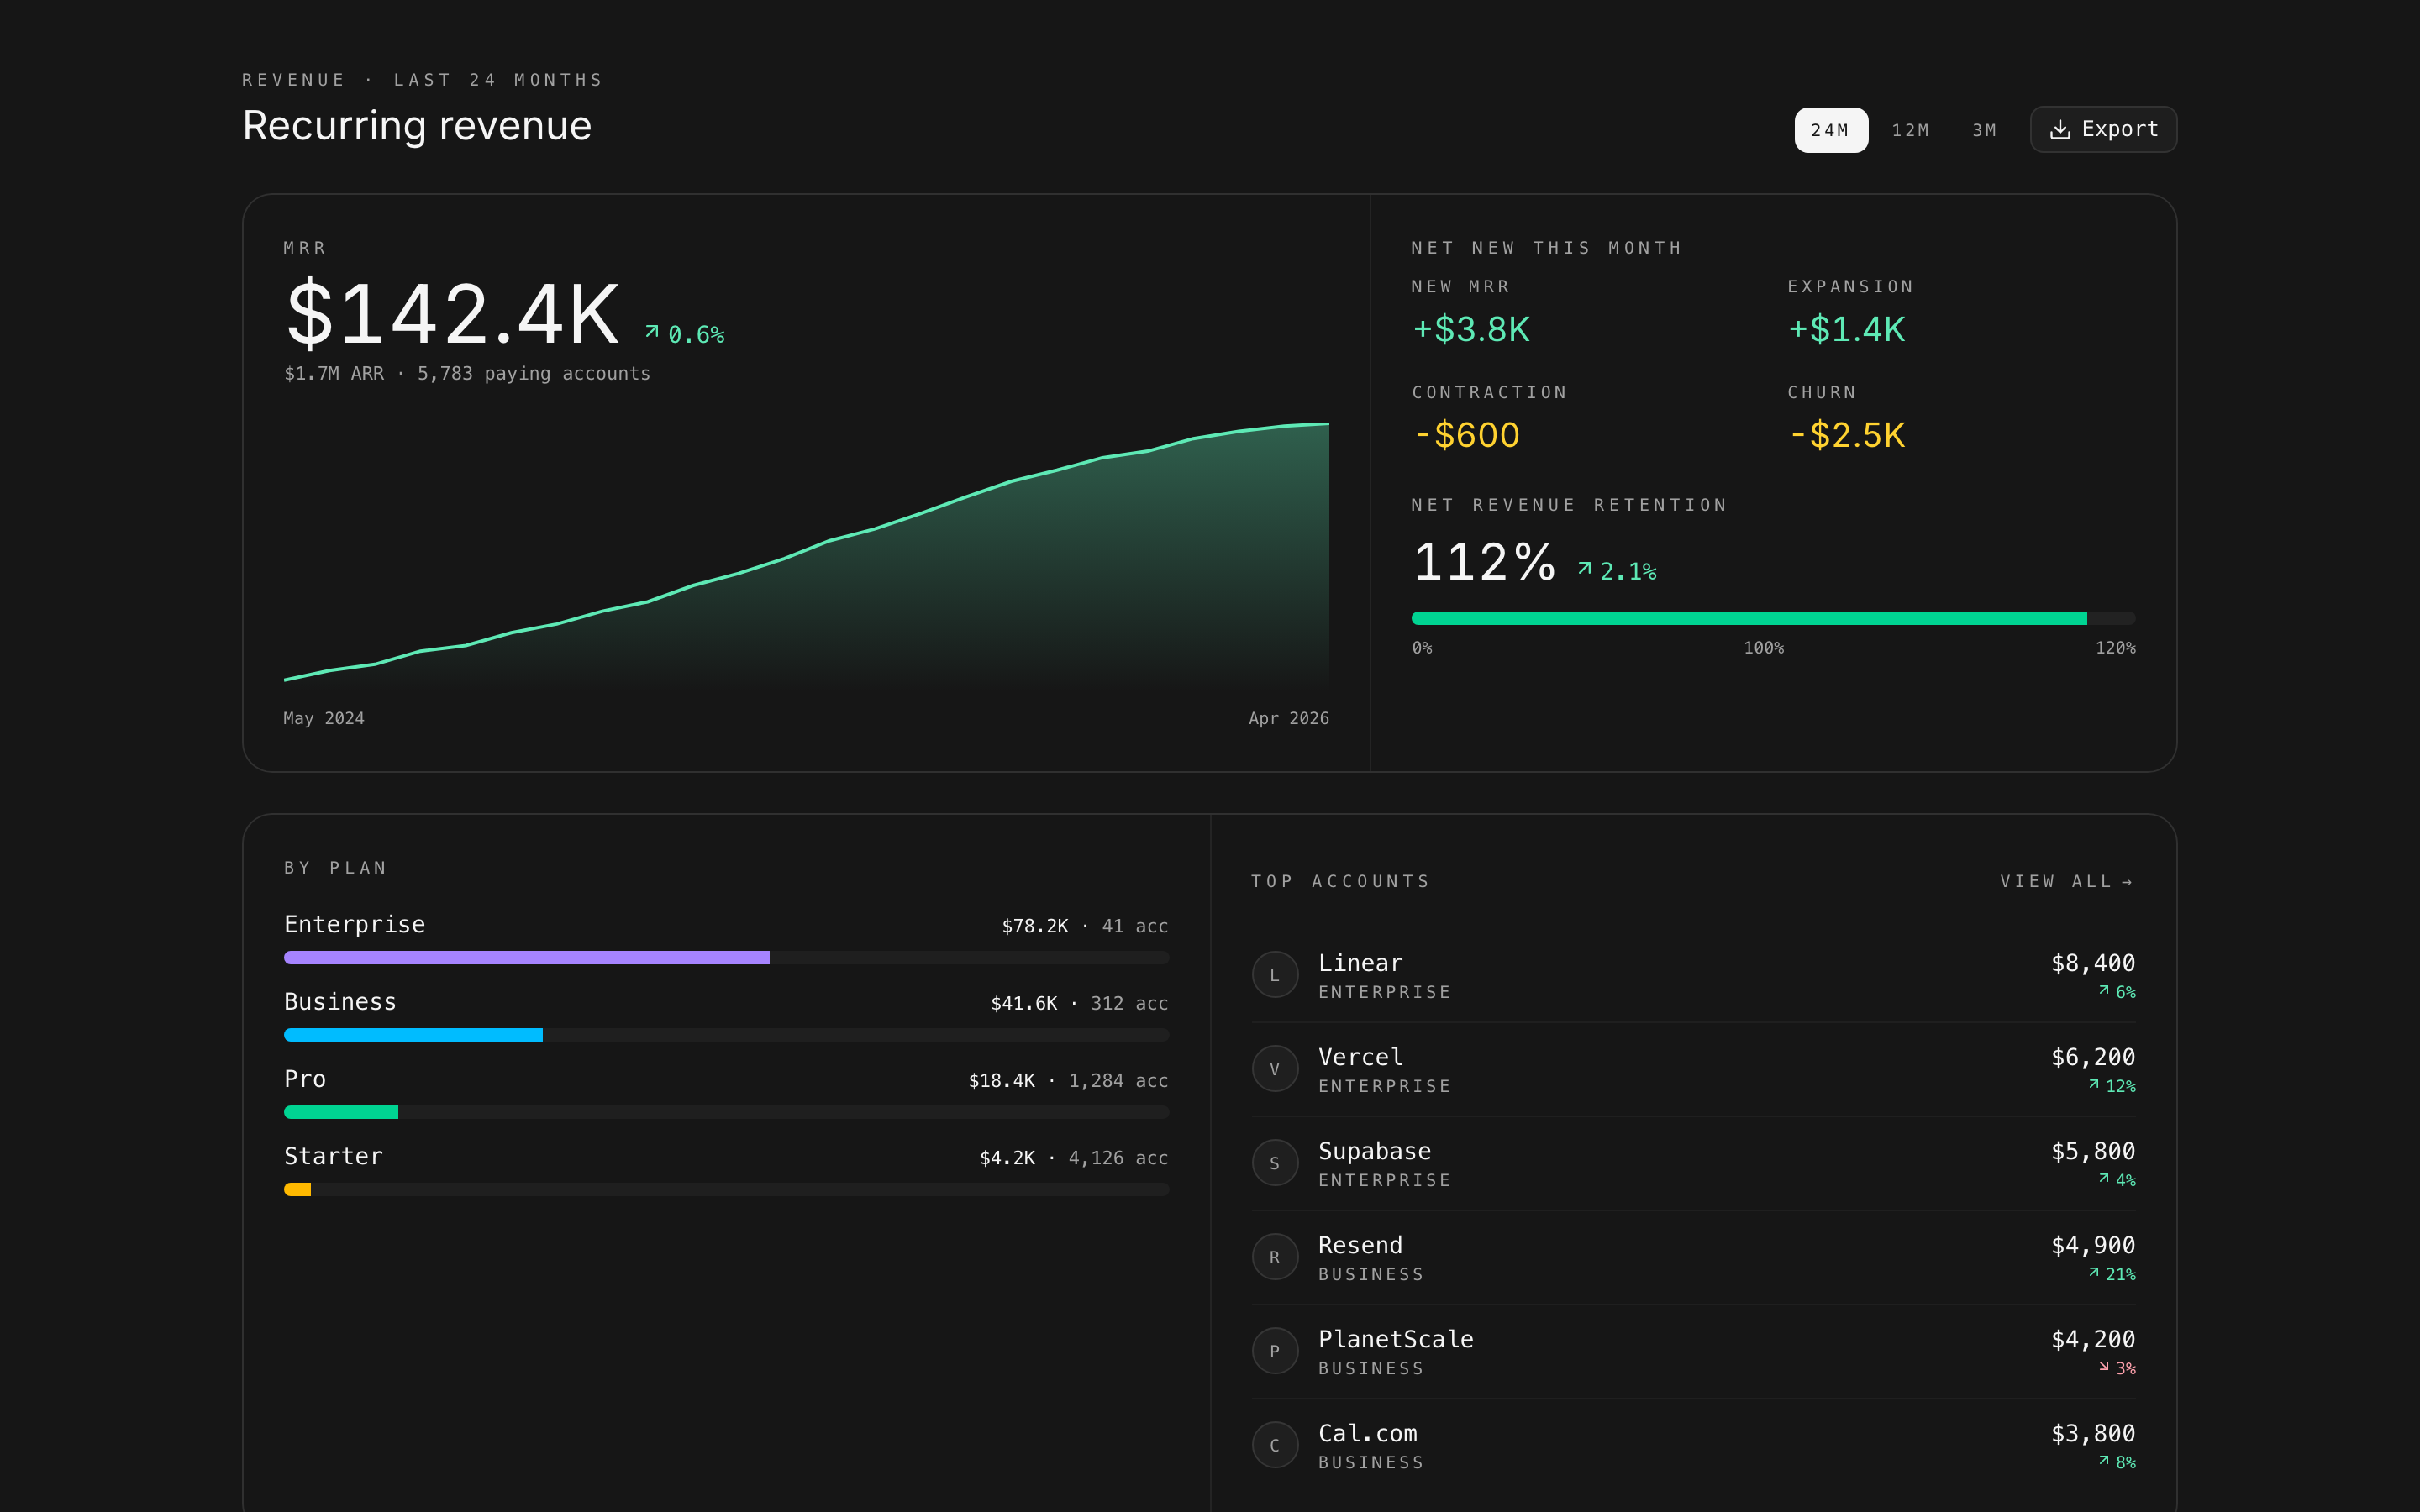 REVENUE · LAST 24 MONTHS
Recurring revenue
24M 12M 3M Export
MRR
$142.4K 0.6%
$1.7M ARR · 5,783 paying accounts
May 2024 Apr 2026
NET NEW THIS MONTH
NEW MRR EXPANSION
+$3.8K +$1.4K
CONTRACTION CHURN
-$600 -$2.5K
NET REVENUE RETENTION
112% 2.1%
0% 100% 120%
BY PLAN
Enterprise $78.2K · 41 acc
Business $41.6K · 312 acc
Pro $18.4K · 1,284 acc
Starter $4.2K · 4,126 acc
TOP ACCOUNTS VIEW ALL →
L Linear $8,400
ENTERPRISE 6%
V Vercel $6,200
ENTERPRISE 12%
S Supabase $5,800
ENTERPRISE 4%
R Resend $4,900
BUSINESS 21%
P PlanetScale $4,200
BUSINESS 3%
C Cal.com $3,800
BUSINESS 8%